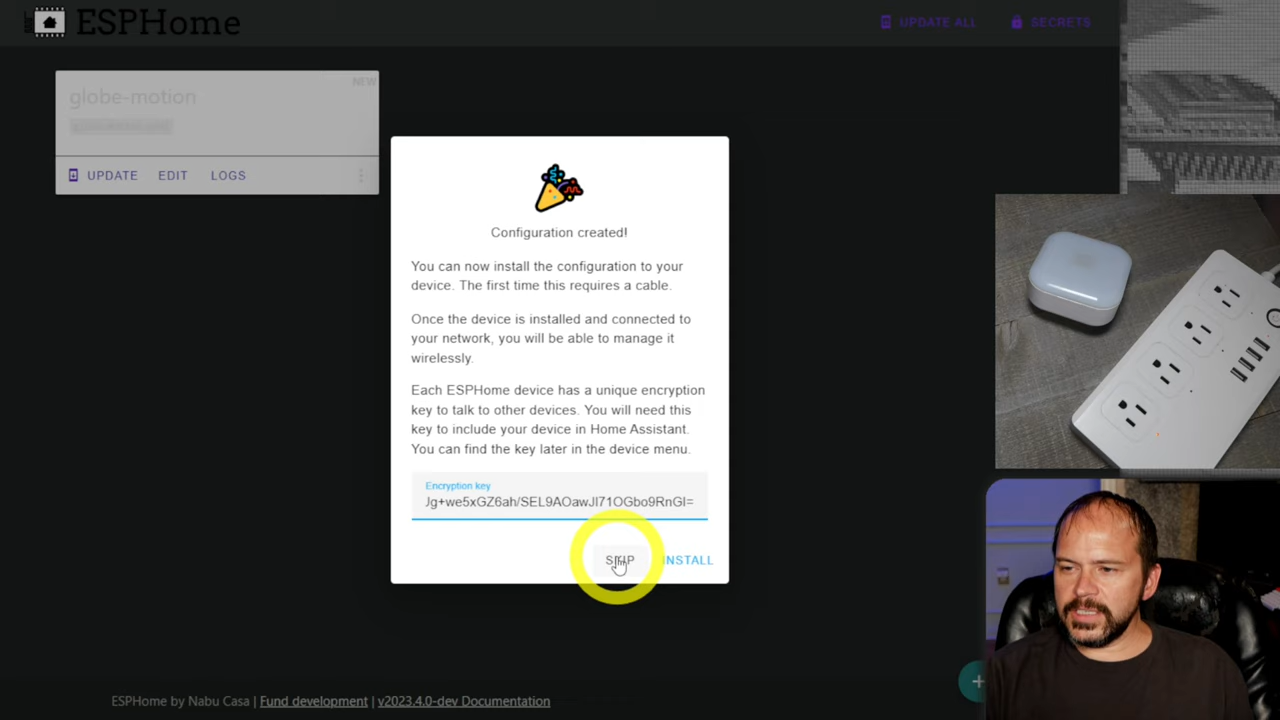 ESPHome
UPDATE ALL
SECRETS
NEW
globe-motion
UPDATE
EDIT
LOGS
Configuration created!
You can now install the configuration to your
device. The first time this requires a cable.
Once the device is installed and connected to
your network, you will be able to manage it
wirelessly.
Each ESPHome device has a unique encryption
key to talk to other devices. You will need this
key to include your device in Home Assistant.
You can find the key later in the device menu.
Encryption key
Jg+we5xGZ6ah/SEL9AOawJI71OGbo9RnGI=
SKIP
INSTALL
ESPHome by Nabu Casa | Fund development | v2023.4.0-dev Documentation